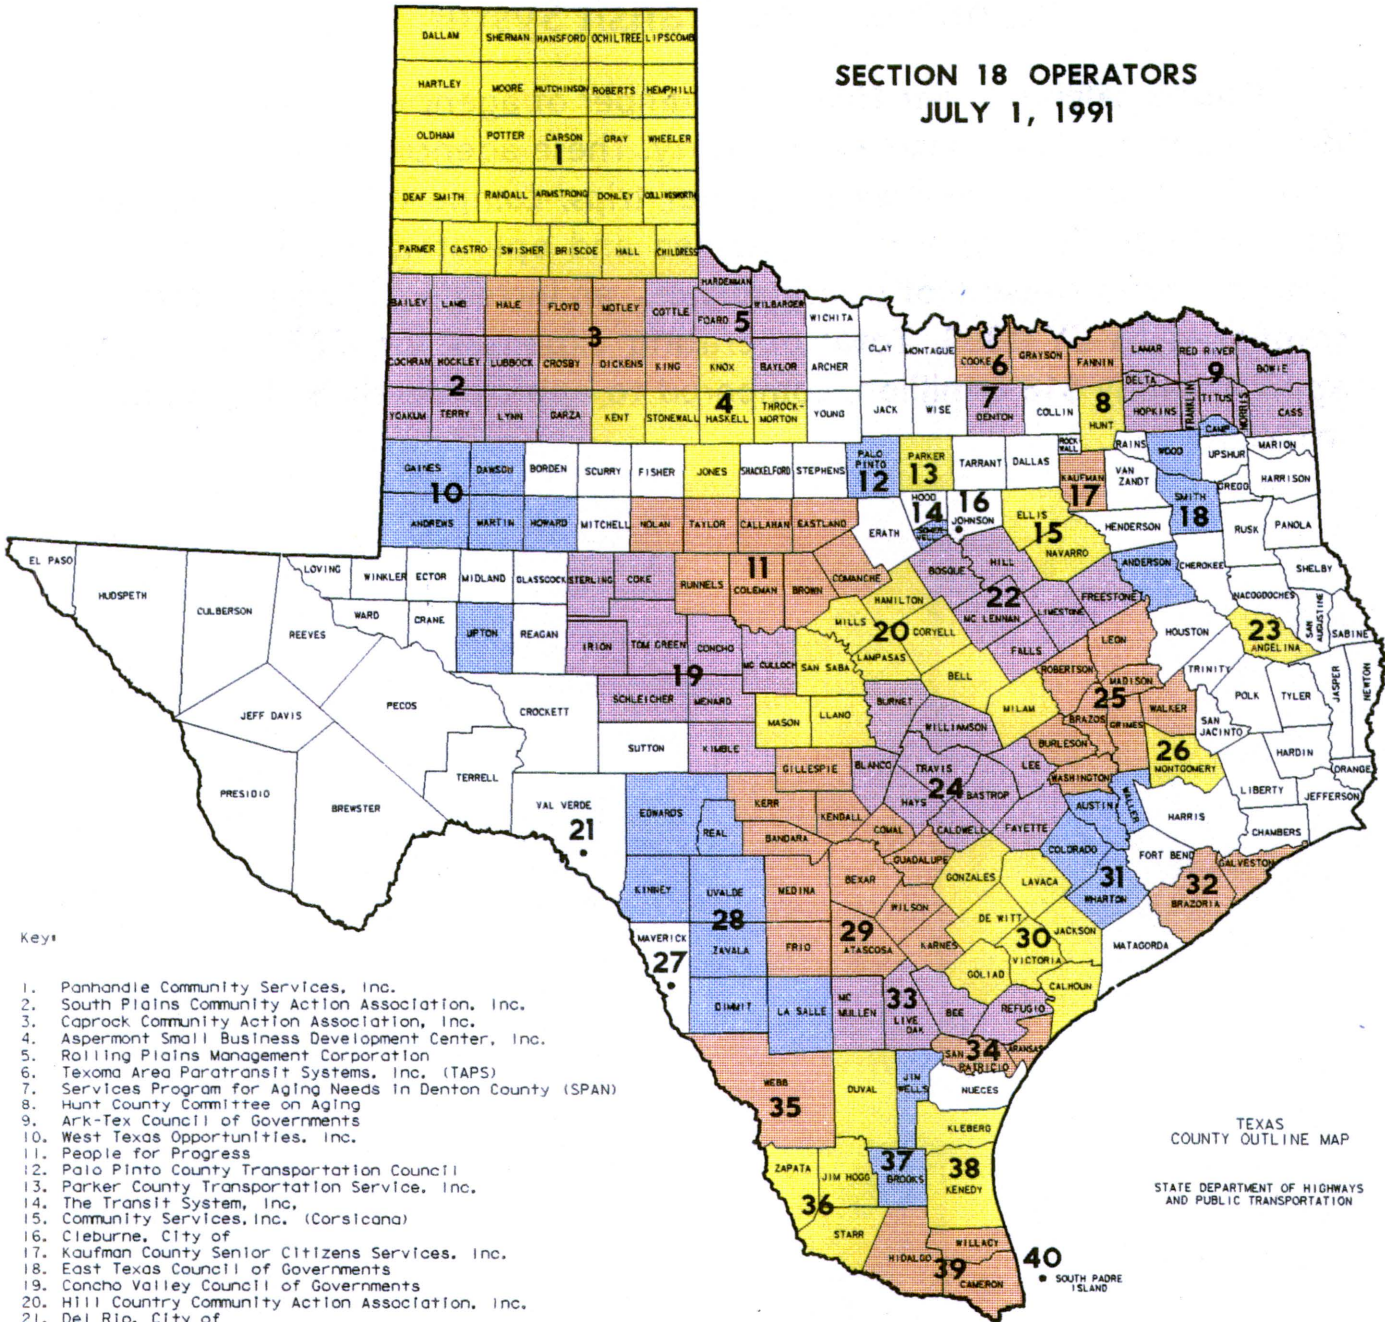 SECTION 18 OPERATORS
JULY 1, 1991
DALLAM SHERMAN HANSFORD OCHILTREE LIPSCOMB
HARTLEY MOORE HUTCHINSON ROBERTS HEMPHILL
OLDHAM POTTER CARSON GRAY WHEELER
1
DEAF SMITH RANDALL ARMSTRONG DONLEY COLLINGSWORTH
PARMER CASTRO SWISHER BRISCOE HALL CHILDRESS
BAILEY LAMB HALE FLOYD MOTLEY COTTLE HARDENMAN FOARD 5 WILBARGER WICHITA
3
COCHRAN HOCKLEY LUBBOCK CROSBY DICKENS KING KNOX BAYLOR ARCHER CLAY MONTAGUE COOKE 6 GRAYSON FANNIN LAMAR RED RIVER 9 BOWIE
2
YOAKUM TERRY LYNN GARZA KENT STONEWALL 4 HASKELL THROCK-MORTON YOUNG JACK WISE 7 DENTON COLLIN 8 HUNT DELTA HOPKINS FRANKLIN TITUS MORRIS CASS CAMP
GAINES DAWSON BORDEN SCURRY FISHER JONES SHACKELFORD STEPHENS PALO PINTO 12 PARKER 13 TARRANT DALLAS ROCK WALL RAINS WOOD UPSHUR MARION
10
KAUFMAN 17 VAN ZANDT SMITH 18 GREGG HARRISON
ANDREWS MARTIN HOWARD MITCHELL NOLAN TAYLOR CALLAHAN EASTLAND ERATH HOOD 14 16 JOHNSON ELLIS 15 NAVARRO HENDERSON RUSK PANOLA
EL PASO HUDSPETH CULBERSON REEVES LOVING WINKLER ECTOR MIDLAND GLASSCOCK STERLING COKE RUNNELS 11 COLEMAN BROWN COMANCHE BOSQUE HILL FREESTONE ANDERSON CHEROKEE SHELBY
WARD CRANE UPTON REAGAN IRION TOM GREEN CONCHO MC CULLOCH MILLS HAMILTON 20 CORYELL 22 MC LENNAN LIMESTONE NACOGDOCHES SAN AUGUSTINE SABINE
SAN SABA LAMPASAS BELL FALLS LEON HOUSTON 23 ANGELINA
19
ROBERTSON MADISON TRINITY POLK TYLER JASPER NEWTON
JEFF DAVIS PECOS CROCKETT SCHLEICHER MENARD MASON LLANO BURNET WILLIAMSON MILAM 25 BRAZOS GRIMES WALKER SAN JACINTO
SUTTON KIMBLE GILLESPIE BLANCO TRAVIS LEE BURLESON WASHINGTON 26 MONTGOMERY HARDIN ORANGE
PRESIDIO BREWSTER TERRELL VAL VERDE 21 EDWARDS REAL KERR KENDALL HAYS 24 BASTROP FAYETTE AUSTIN WALLER HARRIS LIBERTY JEFFERSON
BANDARA COMAL CALDWELL COLORADO CHAMBERS
KINNEY UVALDE MEDINA BEXAR GUADALUPE GONZALES LAVACA FORT BEND GALVESTON
28 WILSON 31 WHARTON 32 BRAZORIA
MAVERICK 27 ZAVALA FRIO 29 ATASCOSA KARNES DE WITT 30 JACKSON VICTORIA MATAGORDA
DIMMIT LA SALLE MC MULLEN 33 LIVE OAK BEE GOLIAD REFUGIO CALHOUN
WEBB 35 DUVAL JIM WELLS SAN PATRICIO 34 ARANSAS NUECES
KLEBERG
ZAPATA JIM HOGG 37 BROOKS 38 KENEDY
36
STARR HIDALGO WILLACY
39 CAMERON
40
SOUTH PADRE
ISLAND
TEXAS
COUNTY OUTLINE MAP
STATE DEPARTMENT OF HIGHWAYS
AND PUBLIC TRANSPORTATION
Key:
1. Panhandle Community Services, Inc.
2. South Plains Community Action Association, Inc.
3. Caprock Community Action Association, Inc.
4. Aspermont Small Business Development Center, Inc.
5. Rolling Plains Management Corporation
6. Texoma Area Paratransit Systems, Inc. (TAPS)
7. Services Program for Aging Needs in Denton County (SPAN)
8. Hunt County Committee on Aging
9. Ark-Tex Council of Governments
10. West Texas Opportunities, Inc.
11. People for Progress
12. Palo Pinto County Transportation Council
13. Parker County Transportation Service, Inc.
14. The Transit System, Inc.
15. Community Services, Inc. (Corsicana)
16. Cleburne, City of
17. Kaufman County Senior Citizens Services, Inc.
18. East Texas Council of Governments
19. Concho Valley Council of Governments
20. Hill Country Community Action Association, Inc.
21. Del Rio, City of